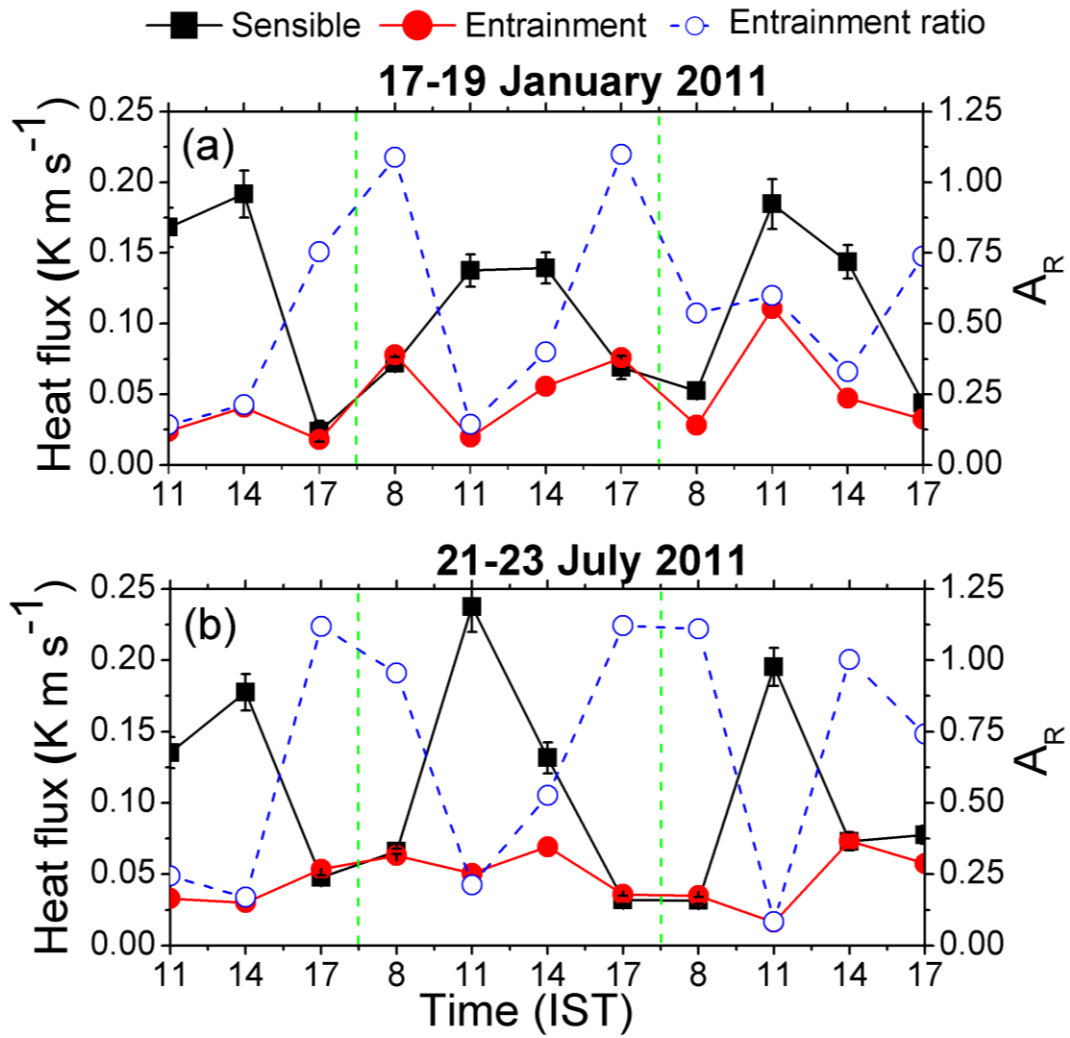 Sensible Entrainment Entrainment ratio
17-19 January 2011
(a)
Heat flux (K m s⁻¹)
0.25
0.20
0.15
0.10
0.05
0.00
1.25
1.00
0.75
0.50
0.25
0.00
A_R
11 14 17 8 11 14 17 8 11 14 17
21-23 July 2011
(b)
Heat flux (K m s⁻¹)
0.25
0.20
0.15
0.10
0.05
0.00
1.25
1.00
0.75
0.50
0.25
0.00
A_R
11 14 17 8 11 14 17 8 11 14 17
Time (IST)